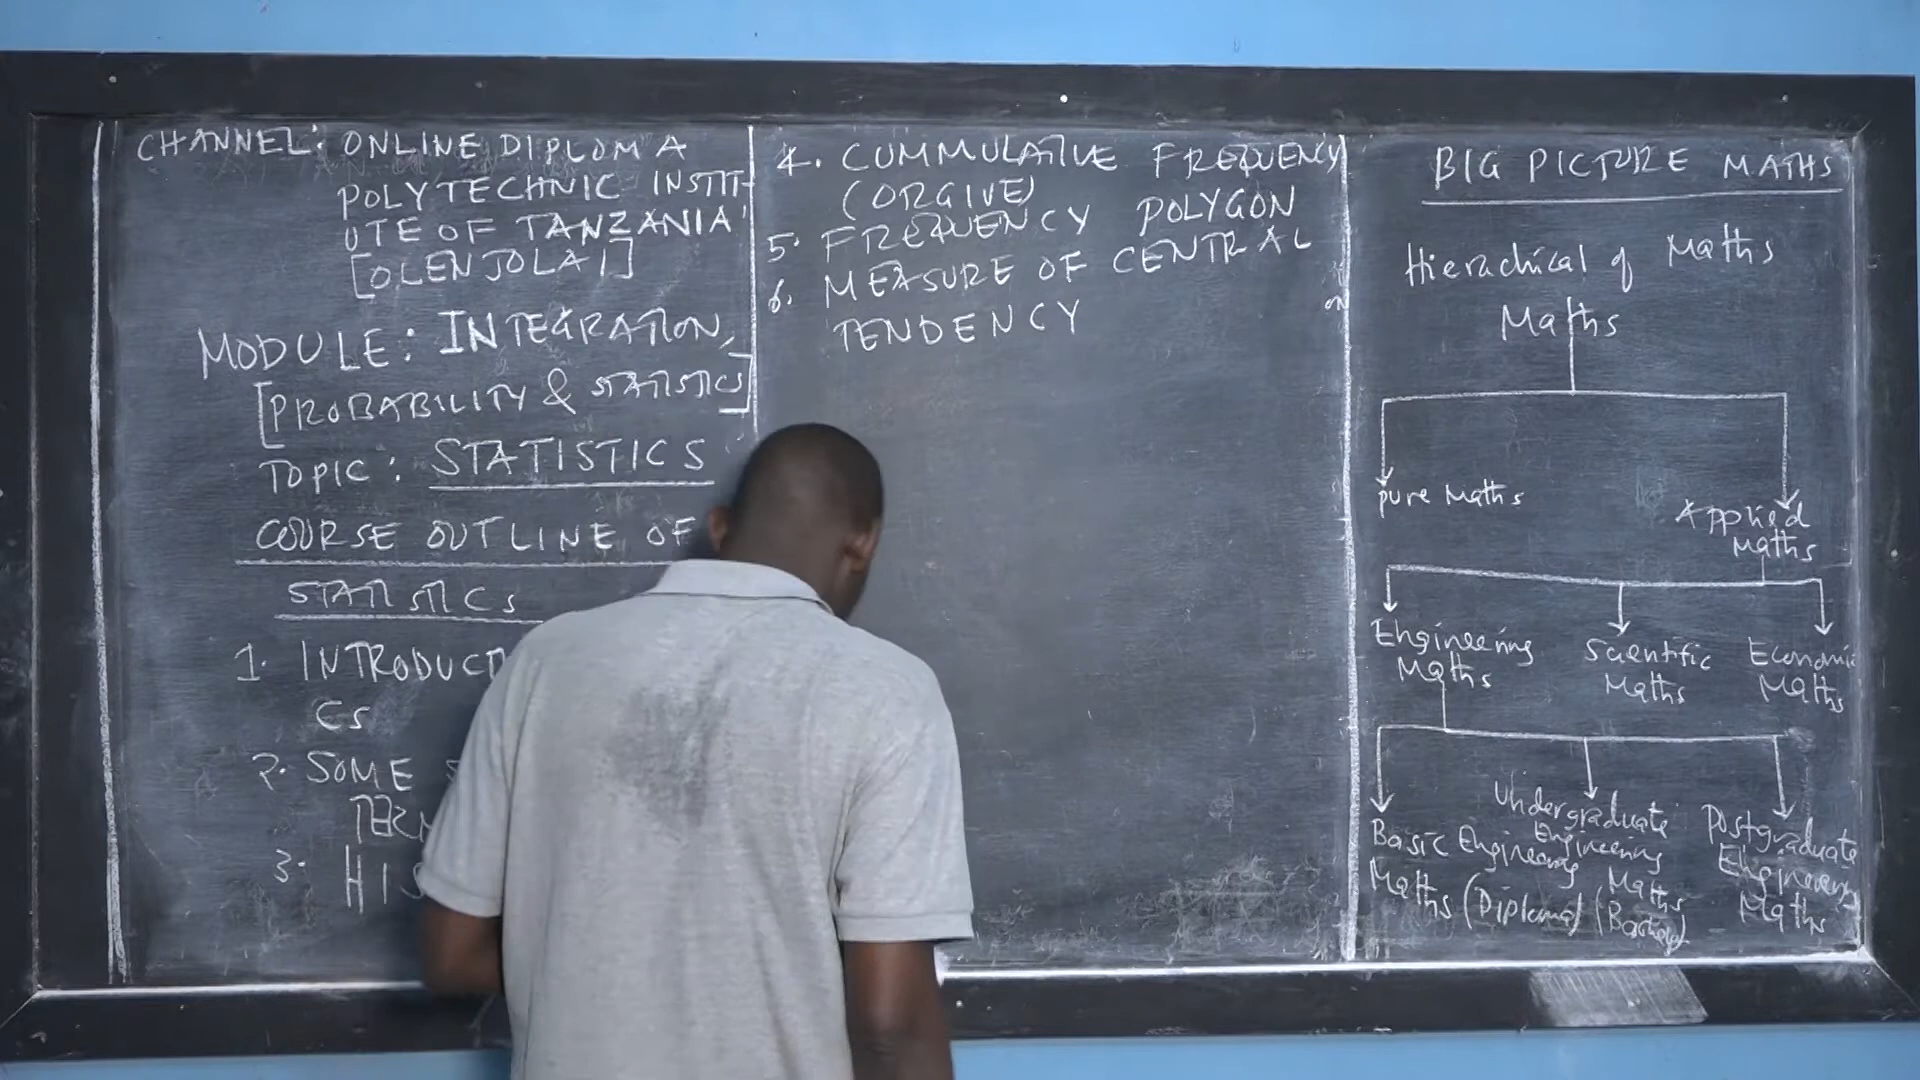 CHANNEL: ONLINE DIPLOMA
POLYTECHNIC INSTIT-
UTE OF TANZANIA
[OLENJOLAI]
MODULE: INTEGRATION,
[PROBABILITY & STATISTICS]
TOPIC: STATISTICS
COURSE OUTLINE OF
STATISTICS
1. INTRODUCT
CS
2. SOME
TERM
3. HIS
4. CUMMULATIVE FREQUENCY
(ORGIVE)
5. FREQUENCY POLYGON
6. MEASURE OF CENTRAL
TENDENCY
on
BIG PICTURE MATHS
Hierachical of Maths
Maths
pure Maths
Applied
Maths
Engineering
Maths
Scientific
Maths
Economic
Maths
Basic Engineering
Maths (Diploma)
Undergraduate
Engineering
Maths
Postgraduate
Engineering
Maths